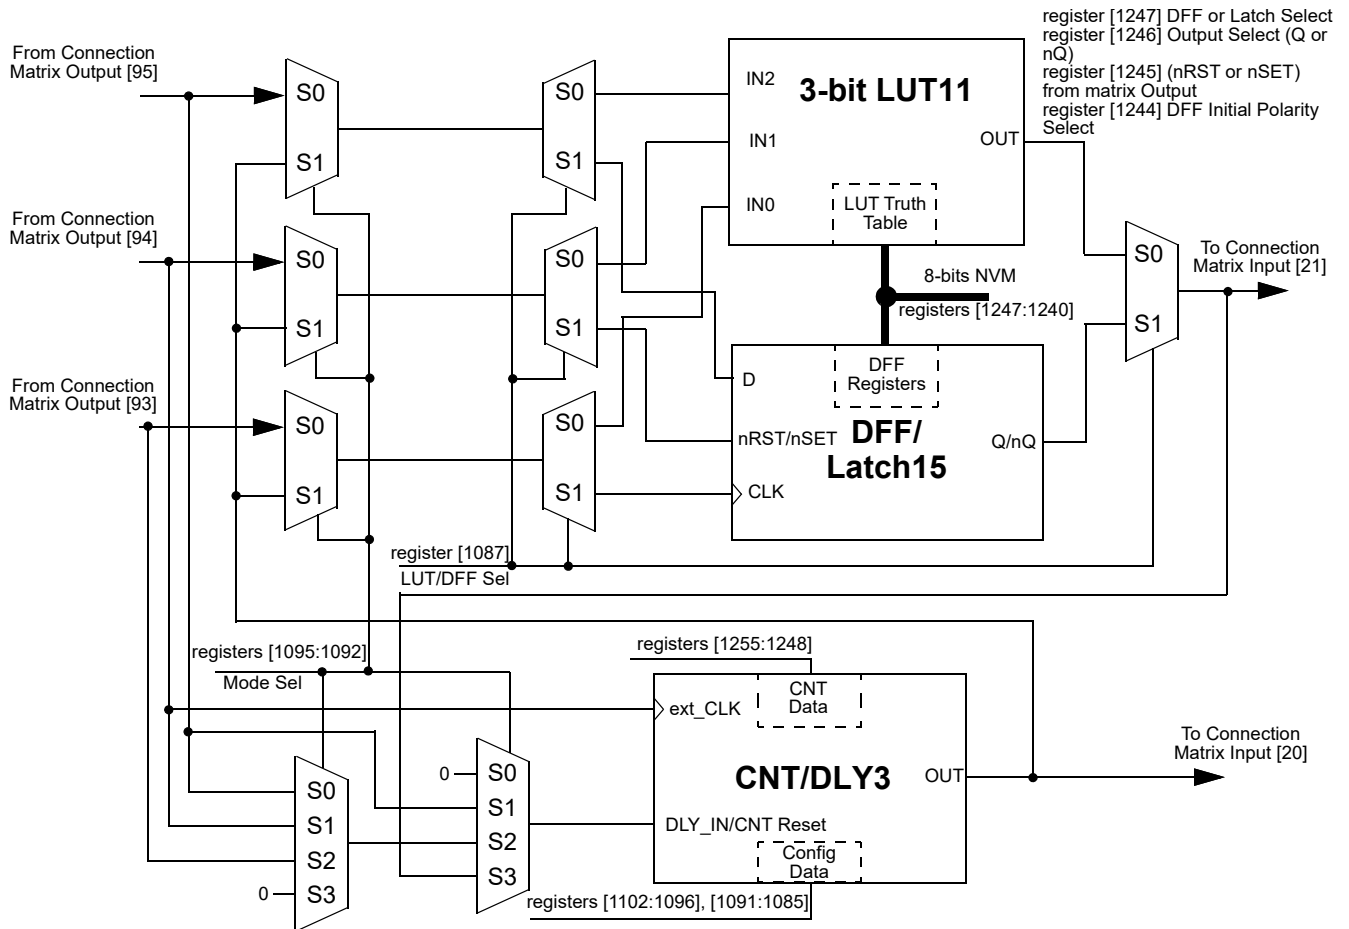 register [1247] DFF or Latch Select
register [1246] Output Select (Q or
nQ)
register [1245] (nRST or nSET)
from matrix Output
register [1244] DFF Initial Polarity
Select
From Connection
Matrix Output [95]
S0
S1
S0
S1
IN2
IN1
IN0
3-bit LUT11
OUT
LUT Truth
Table
From Connection
Matrix Output [94]
S0
S1
S0
S1
8-bits NVM
registers [1247:1240]
S0
S1
To Connection
Matrix Input [21]
From Connection
Matrix Output [93]
S0
S1
S0
S1
D
nRST/nSET
CLK
DFF
Registers
DFF/
Latch15
Q/nQ
register [1087]
LUT/DFF Sel
registers [1095:1092]
Mode Sel
registers [1255:1248]
CNT
Data
ext_CLK
CNT/DLY3
OUT
To Connection
Matrix Input [20]
DLY_IN/CNT Reset
Config
Data
0
S0
S1
S2
S3
S0
S1
S2
0
S3
registers [1102:1096], [1091:1085]